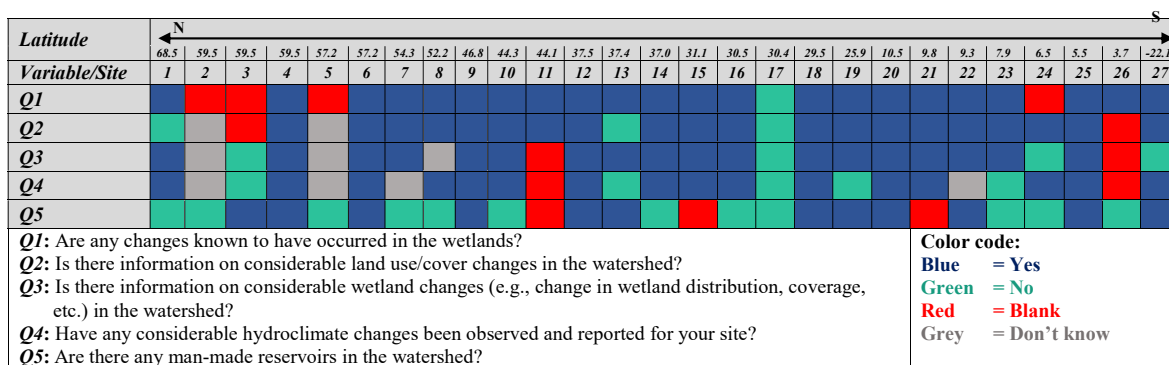 N S
Latitude 68.5 59.5 59.5 59.5 57.2 57.2 54.3 52.2 46.8 44.3 44.1 37.5 37.4 37.0 31.1 30.5 30.4 29.5 25.9 10.5 9.8 9.3 7.9 6.5 5.5 3.7 -22.1
Variable/Site 1 2 3 4 5 6 7 8 9 10 11 12 13 14 15 16 17 18 19 20 21 22 23 24 25 26 27
Q1
Q2
Q3
Q4
Q5
Q1: Are any changes known to have occurred in the wetlands?
Q2: Is there information on considerable land use/cover changes in the watershed?
Q3: Is there information on considerable wetland changes (e.g., change in wetland distribution, coverage,
etc.) in the watershed?
Q4: Have any considerable hydroclimate changes been observed and reported for your site?
Q5: Are there any man-made reservoirs in the watershed?
Color code:
Blue = Yes
Green = No
Red = Blank
Grey = Don't know